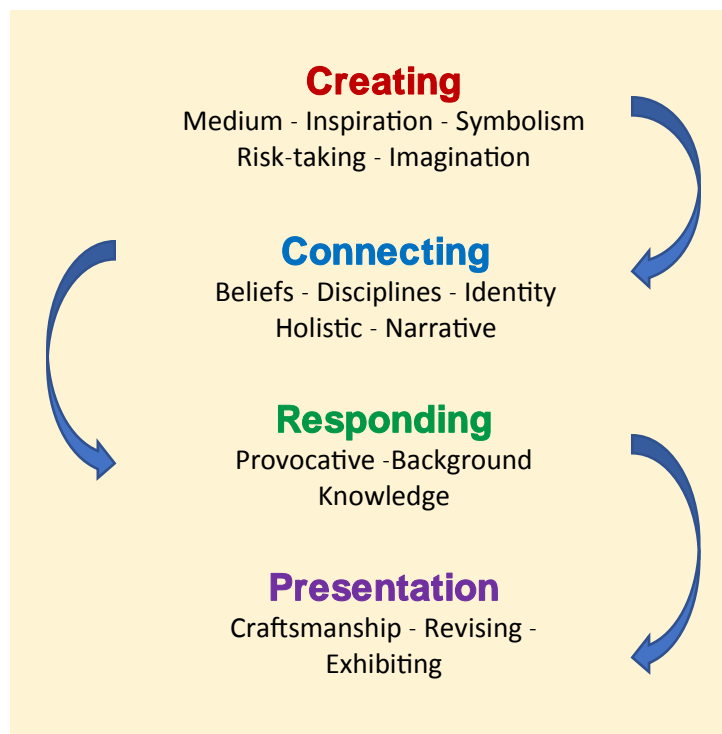 Creating
Medium - Inspiration - Symbolism
Risk-taking - Imagination
Connecting
Beliefs - Disciplines - Identity
Holistic - Narrative
Responding
Provocative -Background
Knowledge
Presentation
Craftsmanship - Revising -
Exhibiting